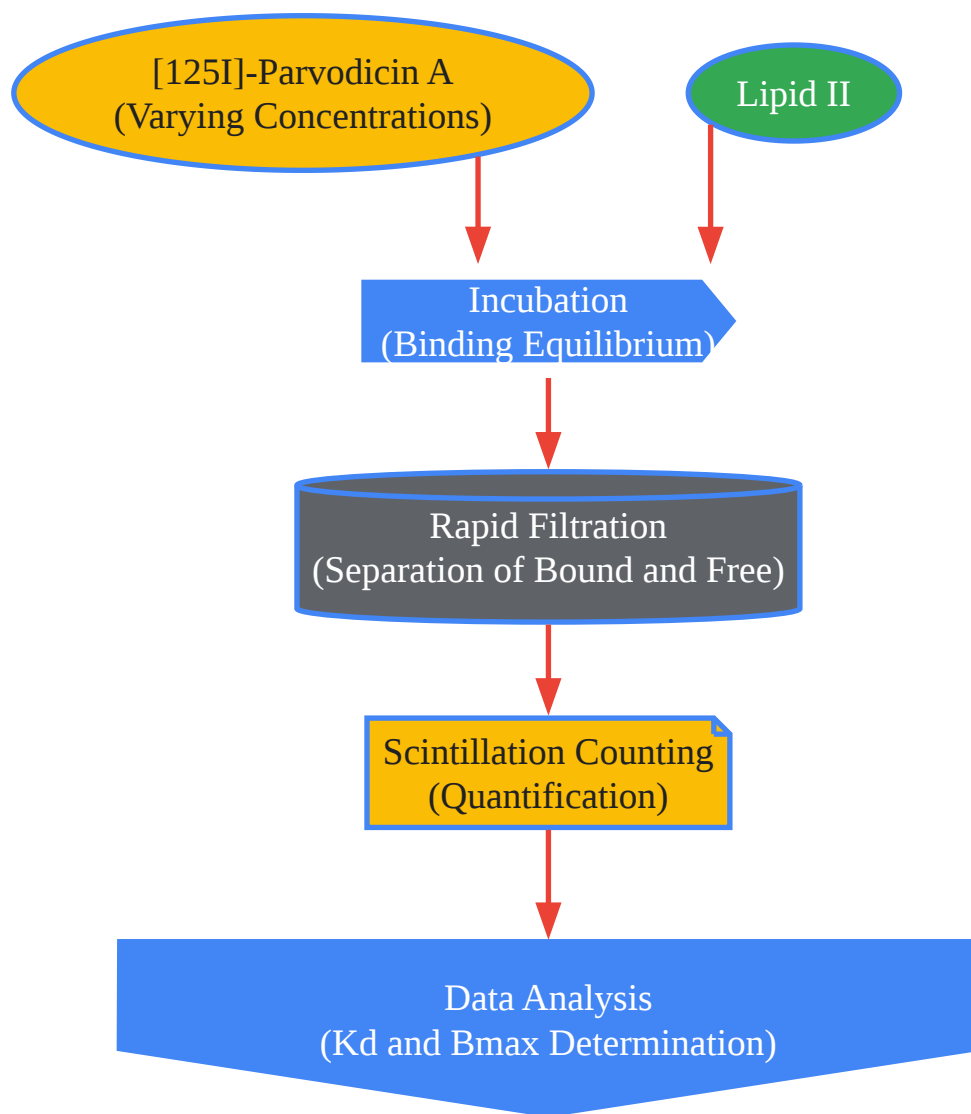 [125I]-Parvodicin A
(Varying Concentrations)
Lipid II
Incubation
(Binding Equilibrium)
Rapid Filtration
(Separation of Bound and Free)
Scintillation Counting
(Quantification)
Data Analysis
(Kd and Bmax Determination)